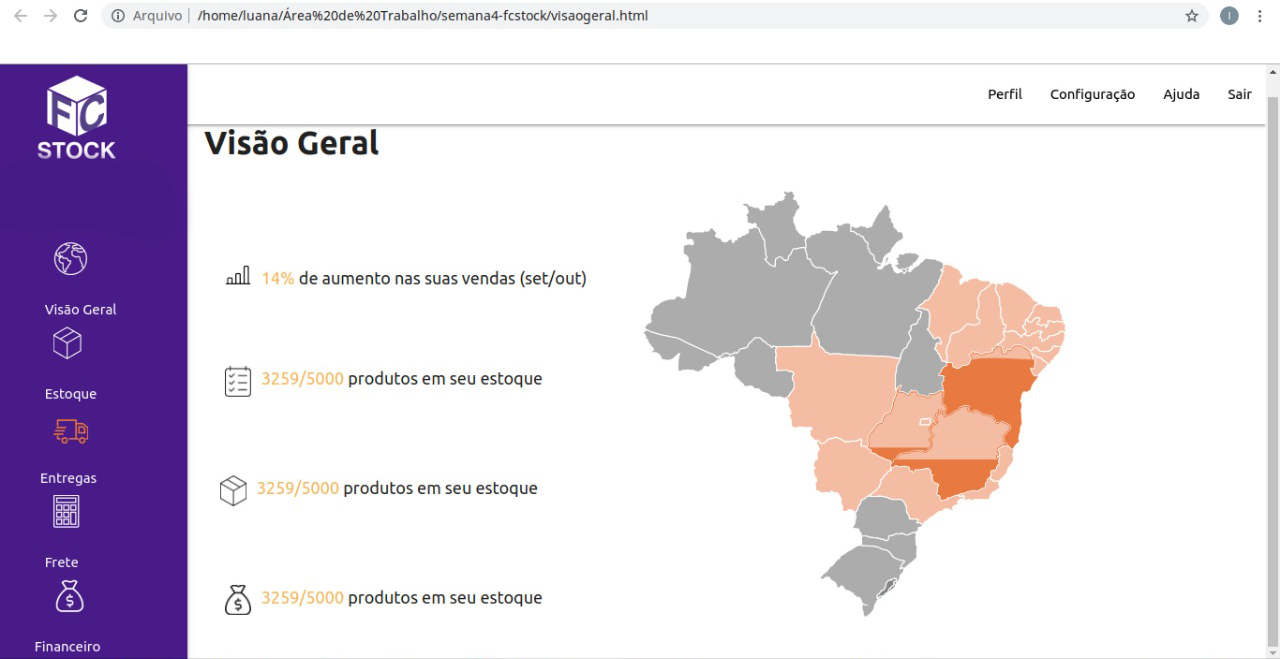 Arquivo | /home/luana/Área%20de%20Trabalho/semana4-fcstock/visaogeral.html
I
FC
STOCK
Perfil Configuração Ajuda Sair
Visão Geral
Visão Geral
Estoque
Entregas
Frete
$
Financeiro
14% de aumento nas suas vendas (set/out)
3259/5000 produtos em seu estoque
3259/5000 produtos em seu estoque
$
3259/5000 produtos em seu estoque